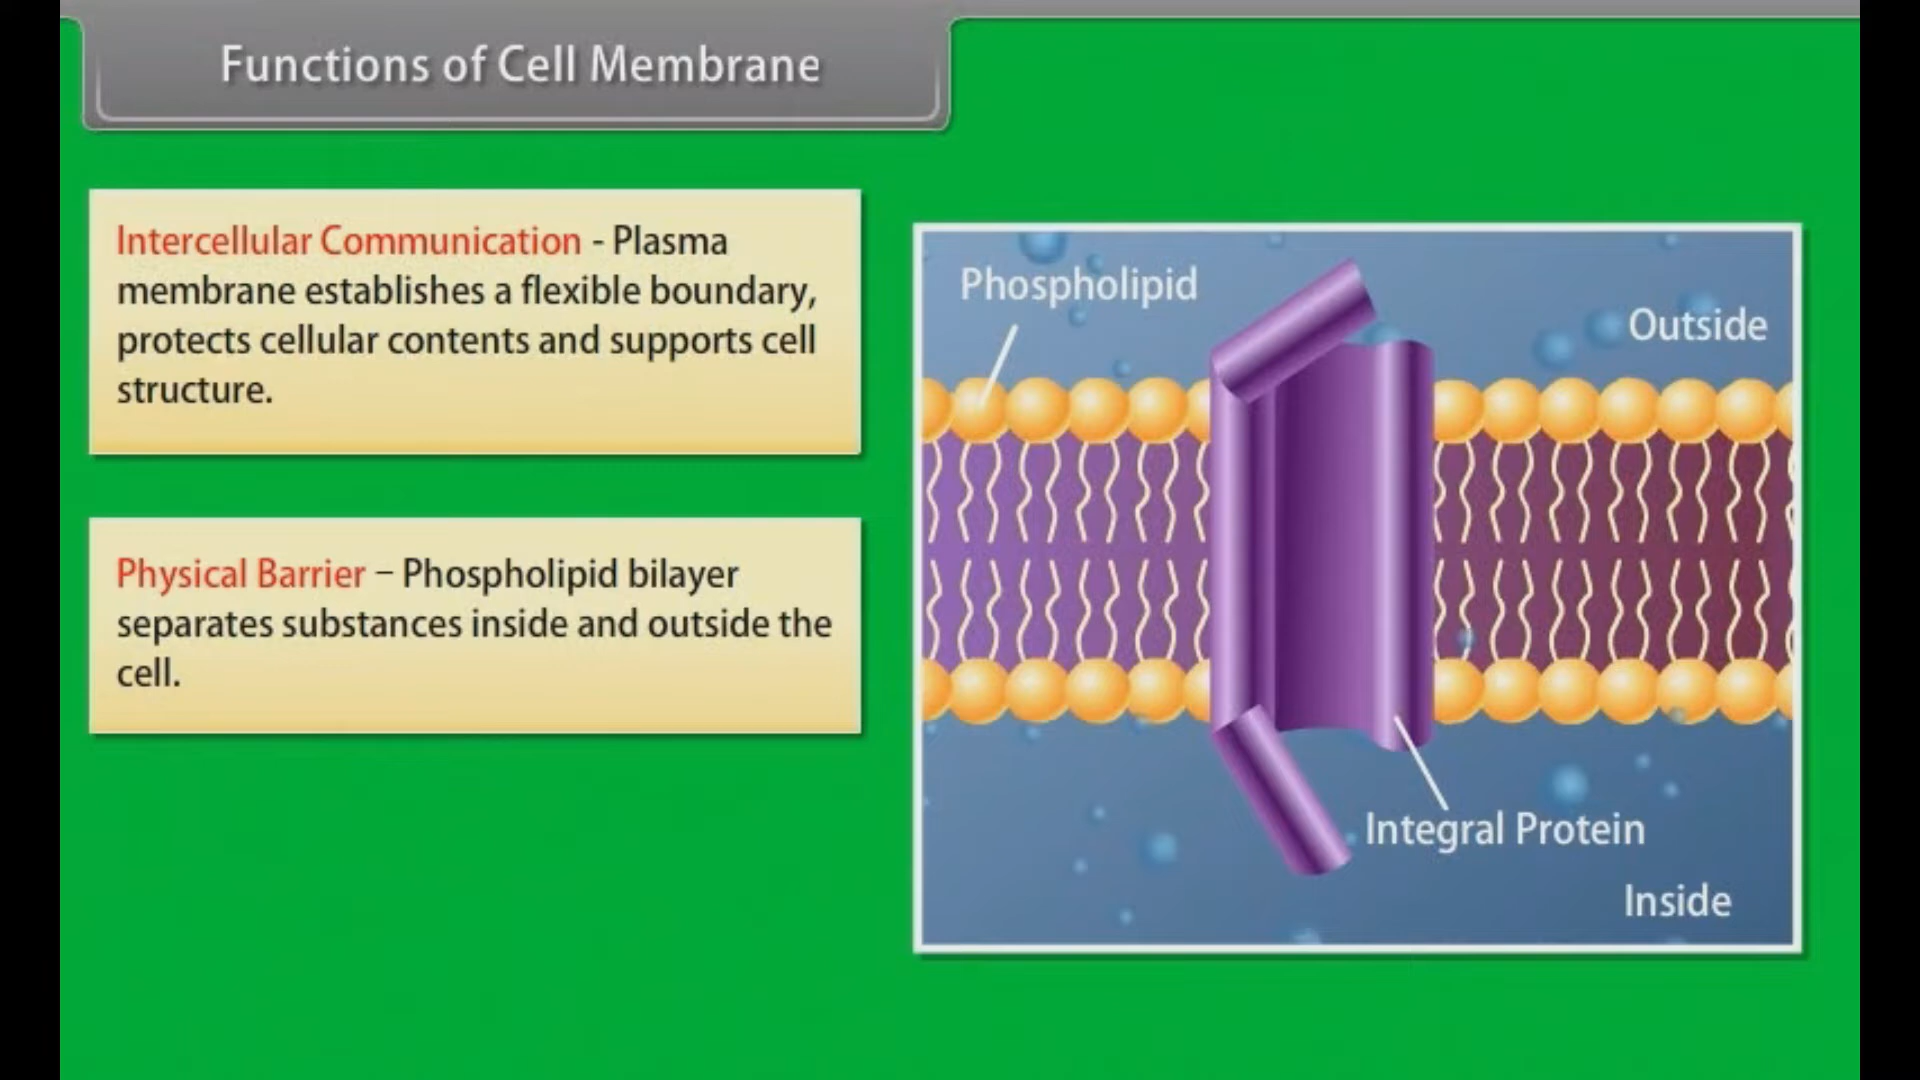 Functions of Cell Membrane
Intercellular Communication - Plasma
membrane establishes a flexible boundary,
protects cellular contents and supports cell
structure.
Physical Barrier – Phospholipid bilayer
separates substances inside and outside the
cell.
Phospholipid
Outside
Integral Protein
Inside